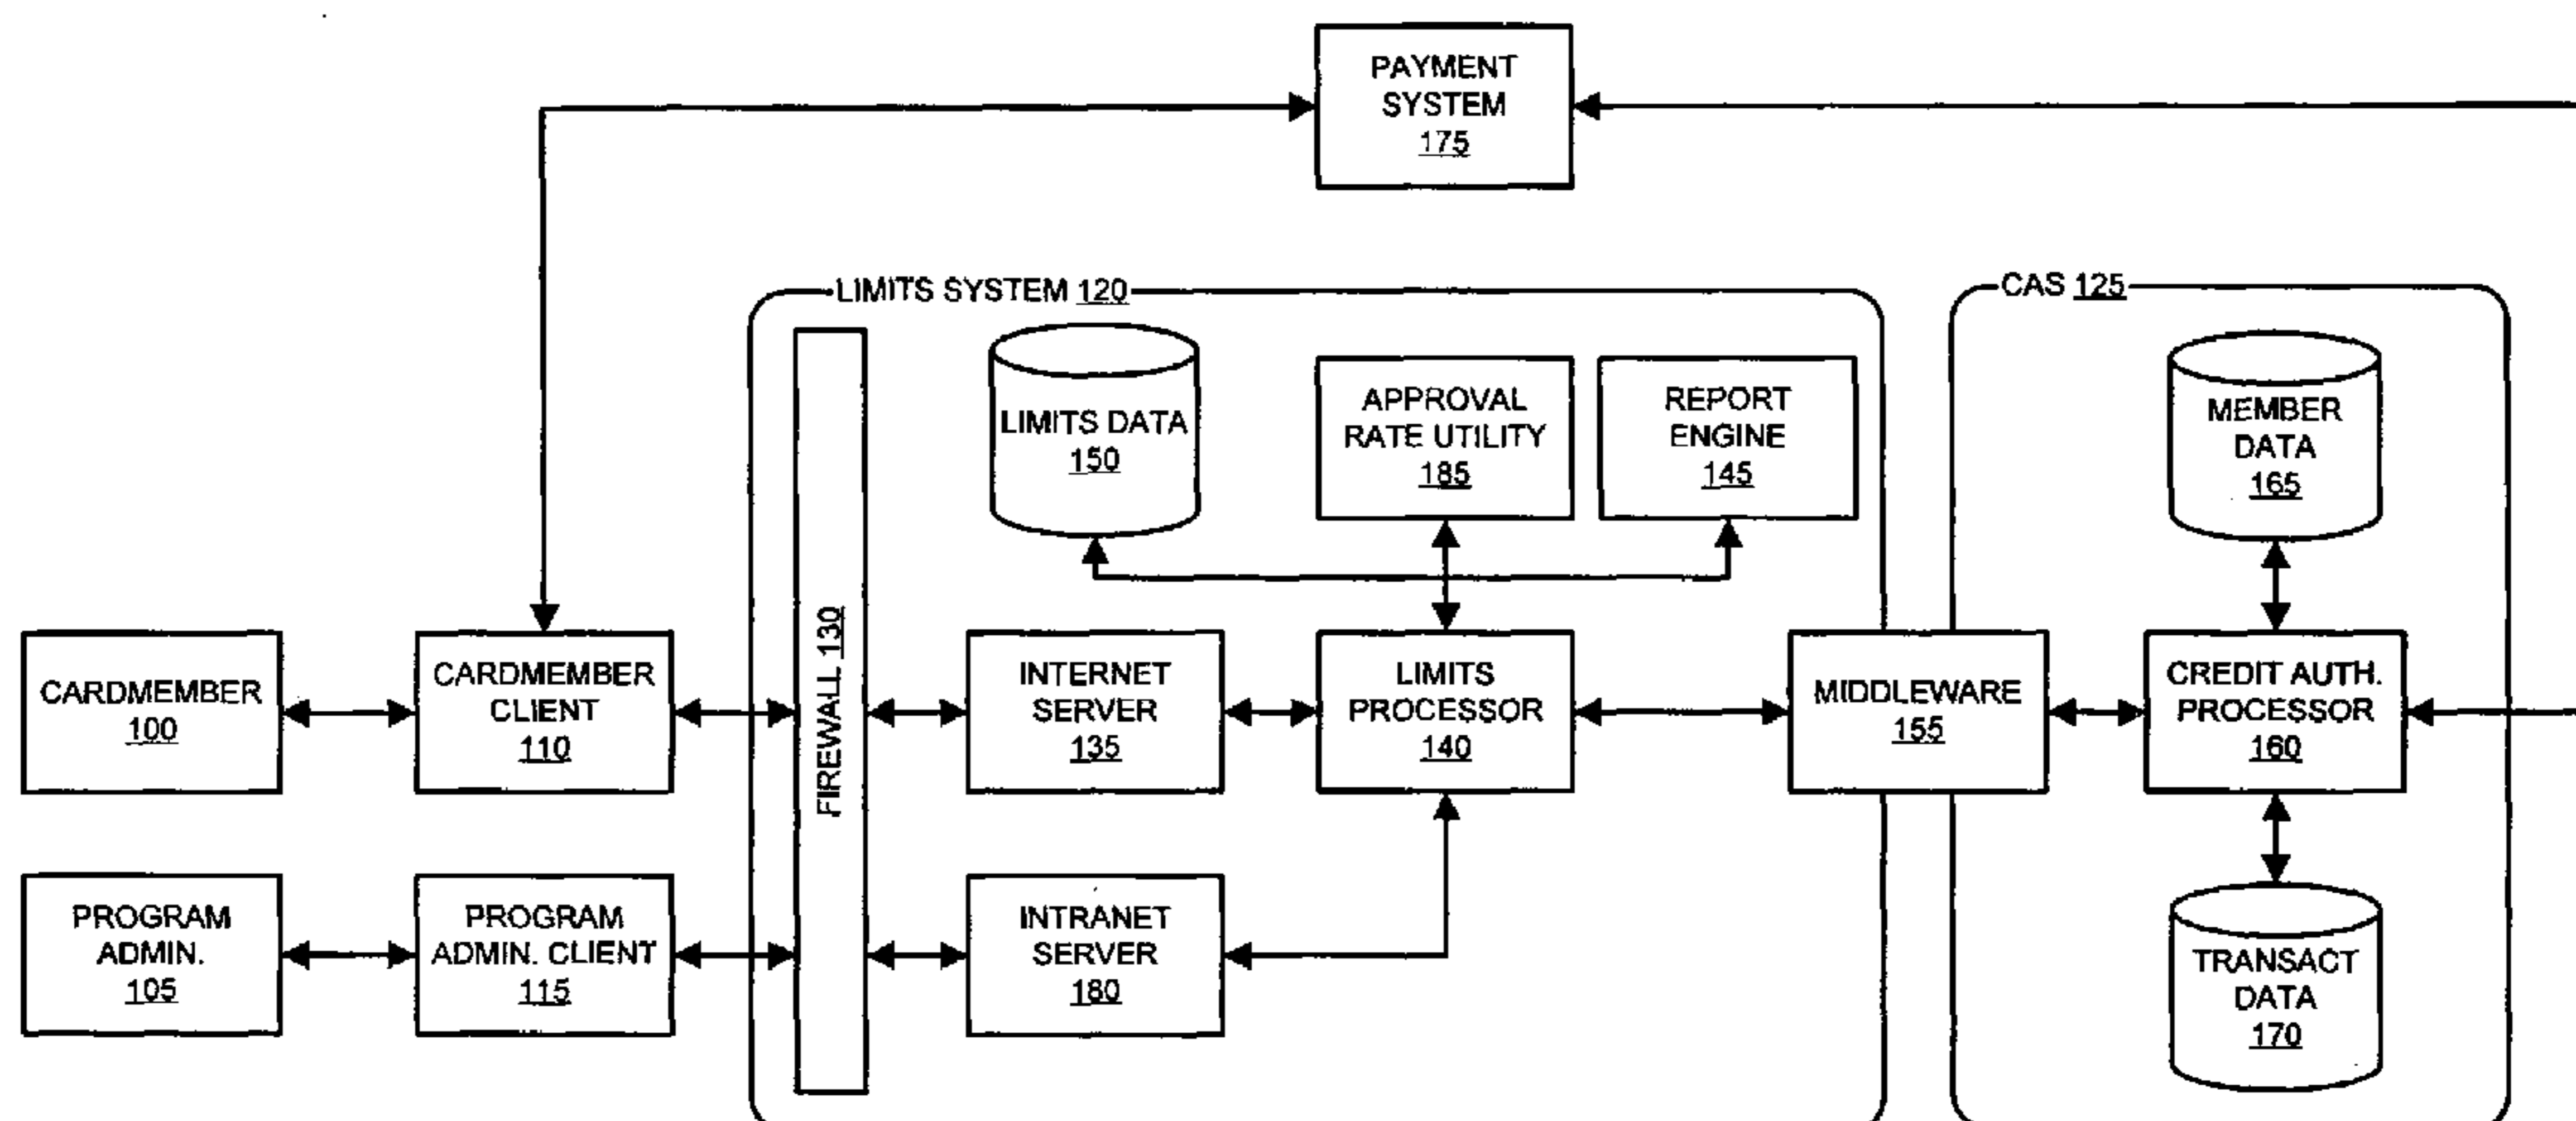 PAYMENT
SYSTEM
175
LIMITS SYSTEM 120
CAS 125
LIMITS DATA
150
APPROVAL
RATE UTILITY
185
REPORT
ENGINE
145
MEMBER
DATA
165
FIREWALL 130
CARDMEMBER
100
CARDMEMBER
CLIENT
110
INTERNET
SERVER
135
LIMITS
PROCESSOR
140
MIDDLEWARE
155
CREDIT AUTH.
PROCESSOR
160
PROGRAM
ADMIN.
105
PROGRAM
ADMIN. CLIENT
115
INTRANET
SERVER
180
TRANSACT
DATA
170